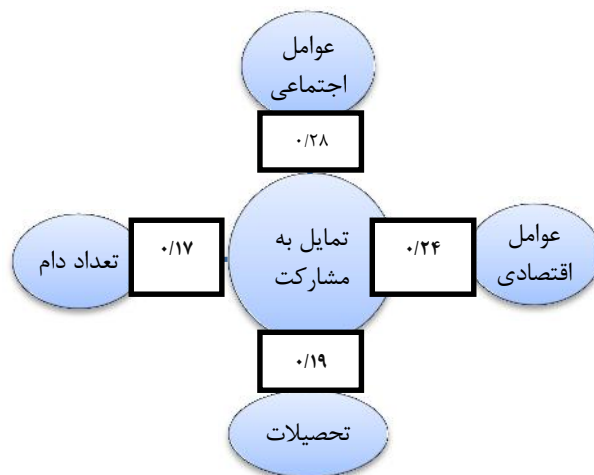 عوامل
اجتماعی
۰/۲۸
تعداد دام
۰/۱۷
تمایل به
مشارکت
۰/۲۴
عوامل
اقتصادی
۰/۱۹
تحصیلات